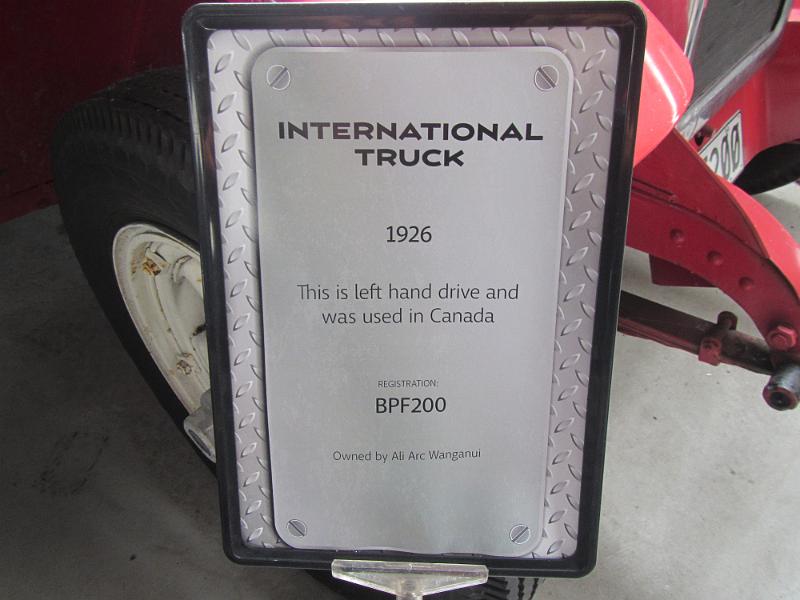 INTERNATIONAL
TRUCK
1926
This is left hand drive and
was used in Canada
REGISTRATION:
BPF200
Owned by Ali Arc Wanganui
200